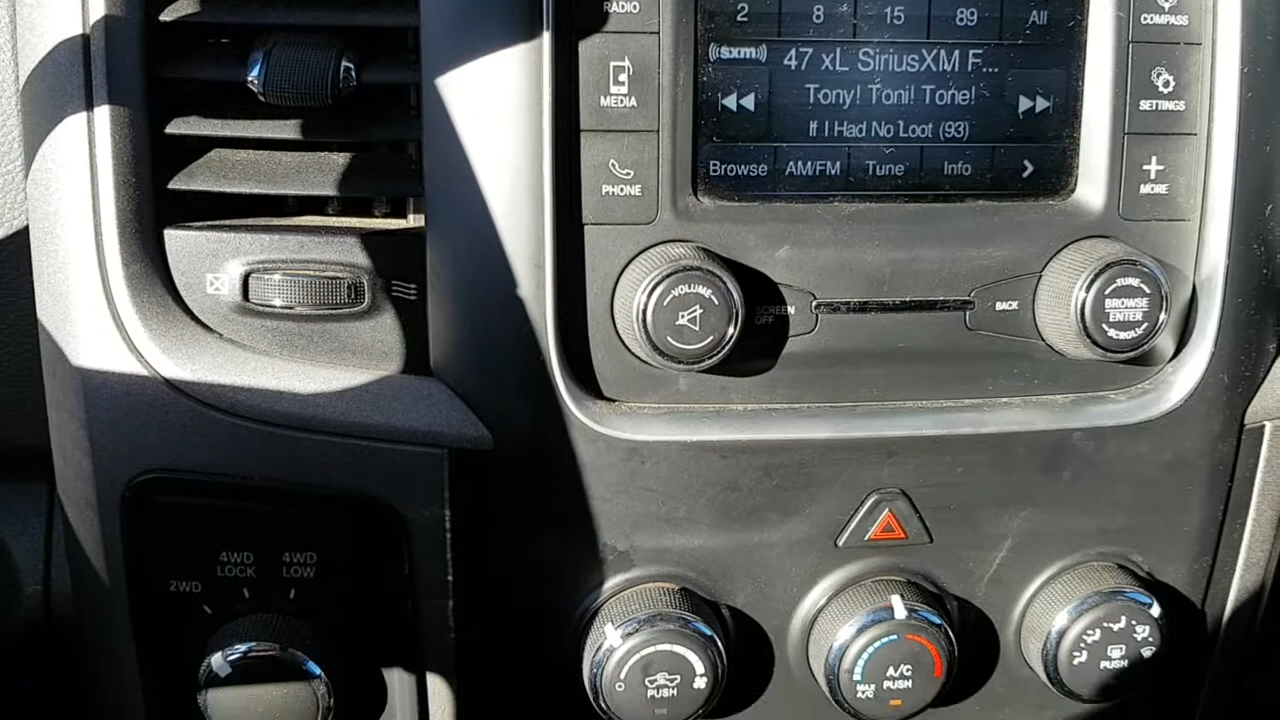 RADIO
2 8 15 89 All
COMPASS
((sxm)) 47 xL SiriusXM F...
MEDIA
Tony! Toni! Tone!
SETTINGS
If I Had No Loot (93)
Browse AM/FM Tune Info
PHONE
MORE
VOLUME
SCREEN
OFF
BACK
TUNE
BROWSE
ENTER
SCROLL
4WD
LOCK
4WD
LOW
2WD
PUSH
A/C
PUSH
MAX
A/C
PUSH